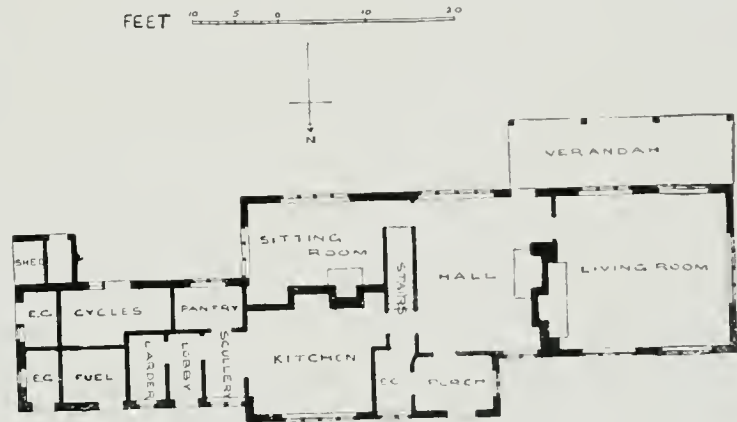 FEET 10 5 0 10 20
N
VERANDAH
SITTING
ROOM
STAIRS
HALL
LIVING ROOM
SHED
E.C.
CYCLES
PANTRY
E.C.
FUEL
LARDER
LOBBY
SCULLERY
KITCHEN
E.C.
PORCH